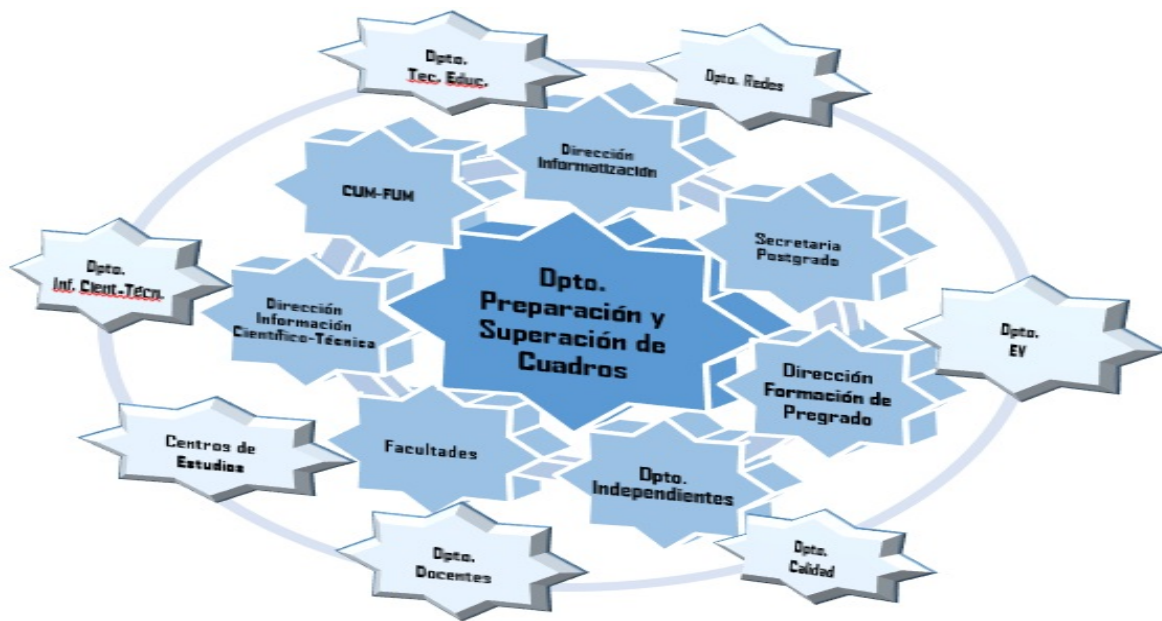 Dpto.
Tec. Educ.
Dpto. Redes
Dirección
Informatización
CUM-FUM
Secretaria
Postgrado
Dpto.
Inf. Cient.-Técn.
Dirección
Información
Científico-Técnica
Dpto.
Preparación y
Superación de
Cuadros
Dpto.
EV
Dirección
Formación de
Pregrado
Centros de
Estudios
Facultades
Dpto.
Independientes
Dpto.
Docentes
Dpto.
Calidad